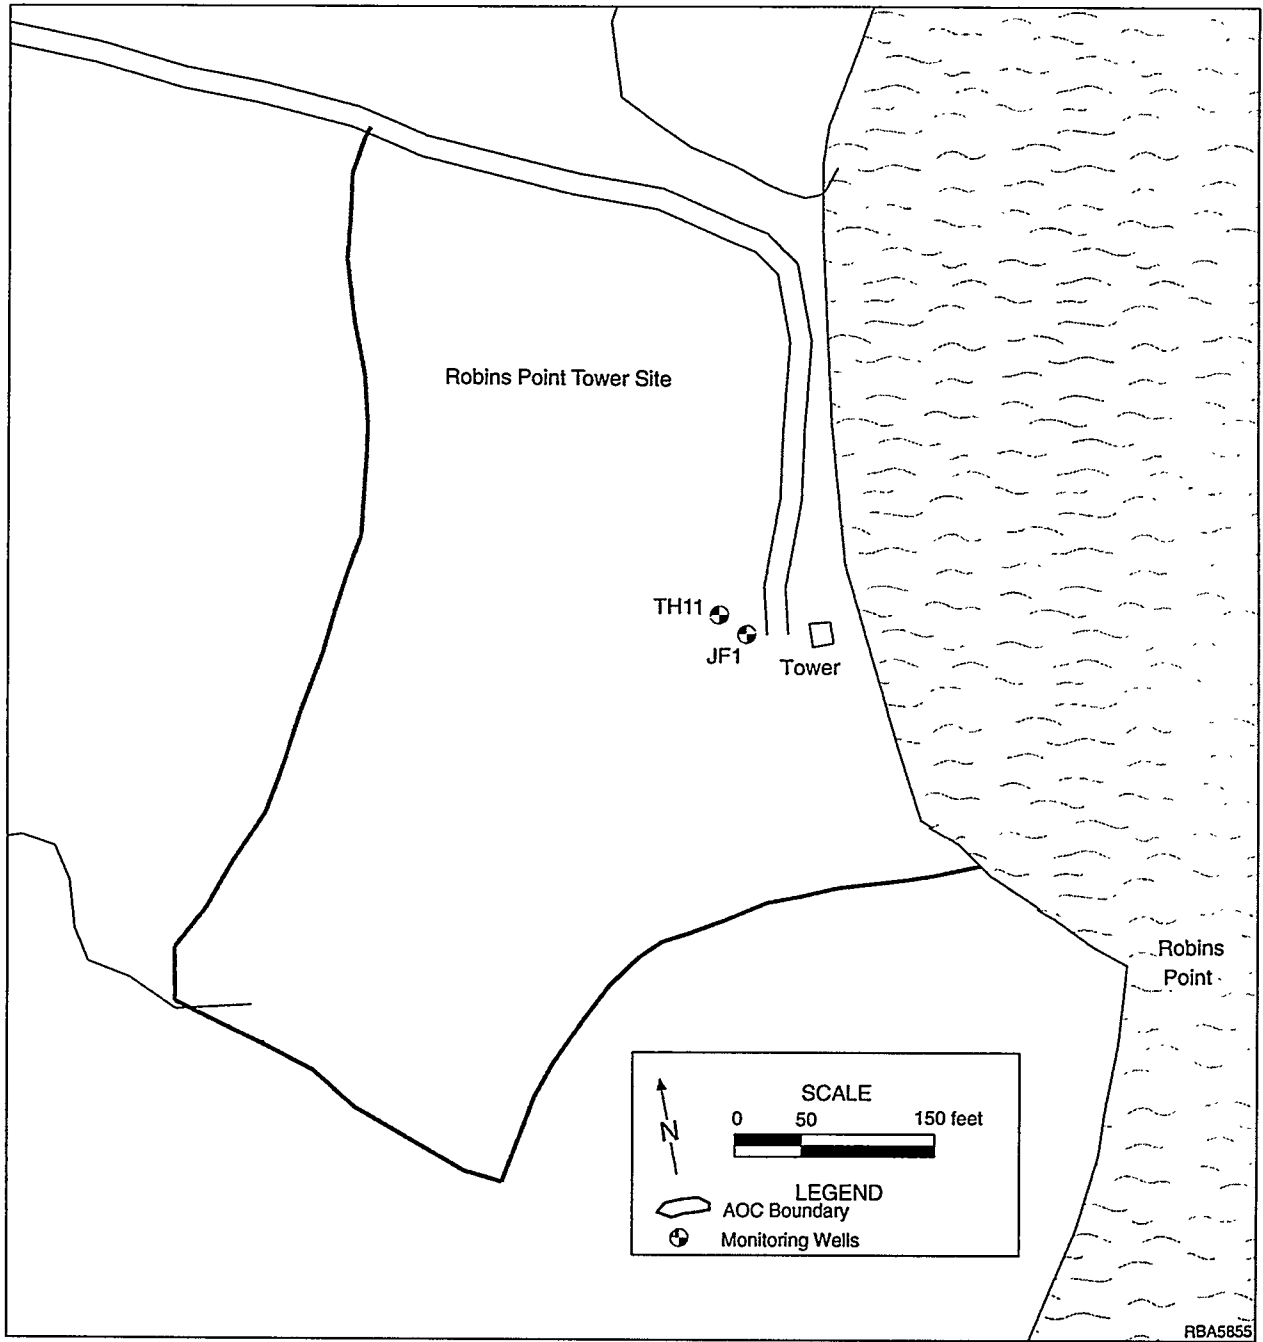 Robins Point Tower Site
TH11
JF1
Tower
Robins
Point
SCALE
0 50 150 feet
N
LEGEND
AOC Boundary
Monitoring Wells
RBA5855